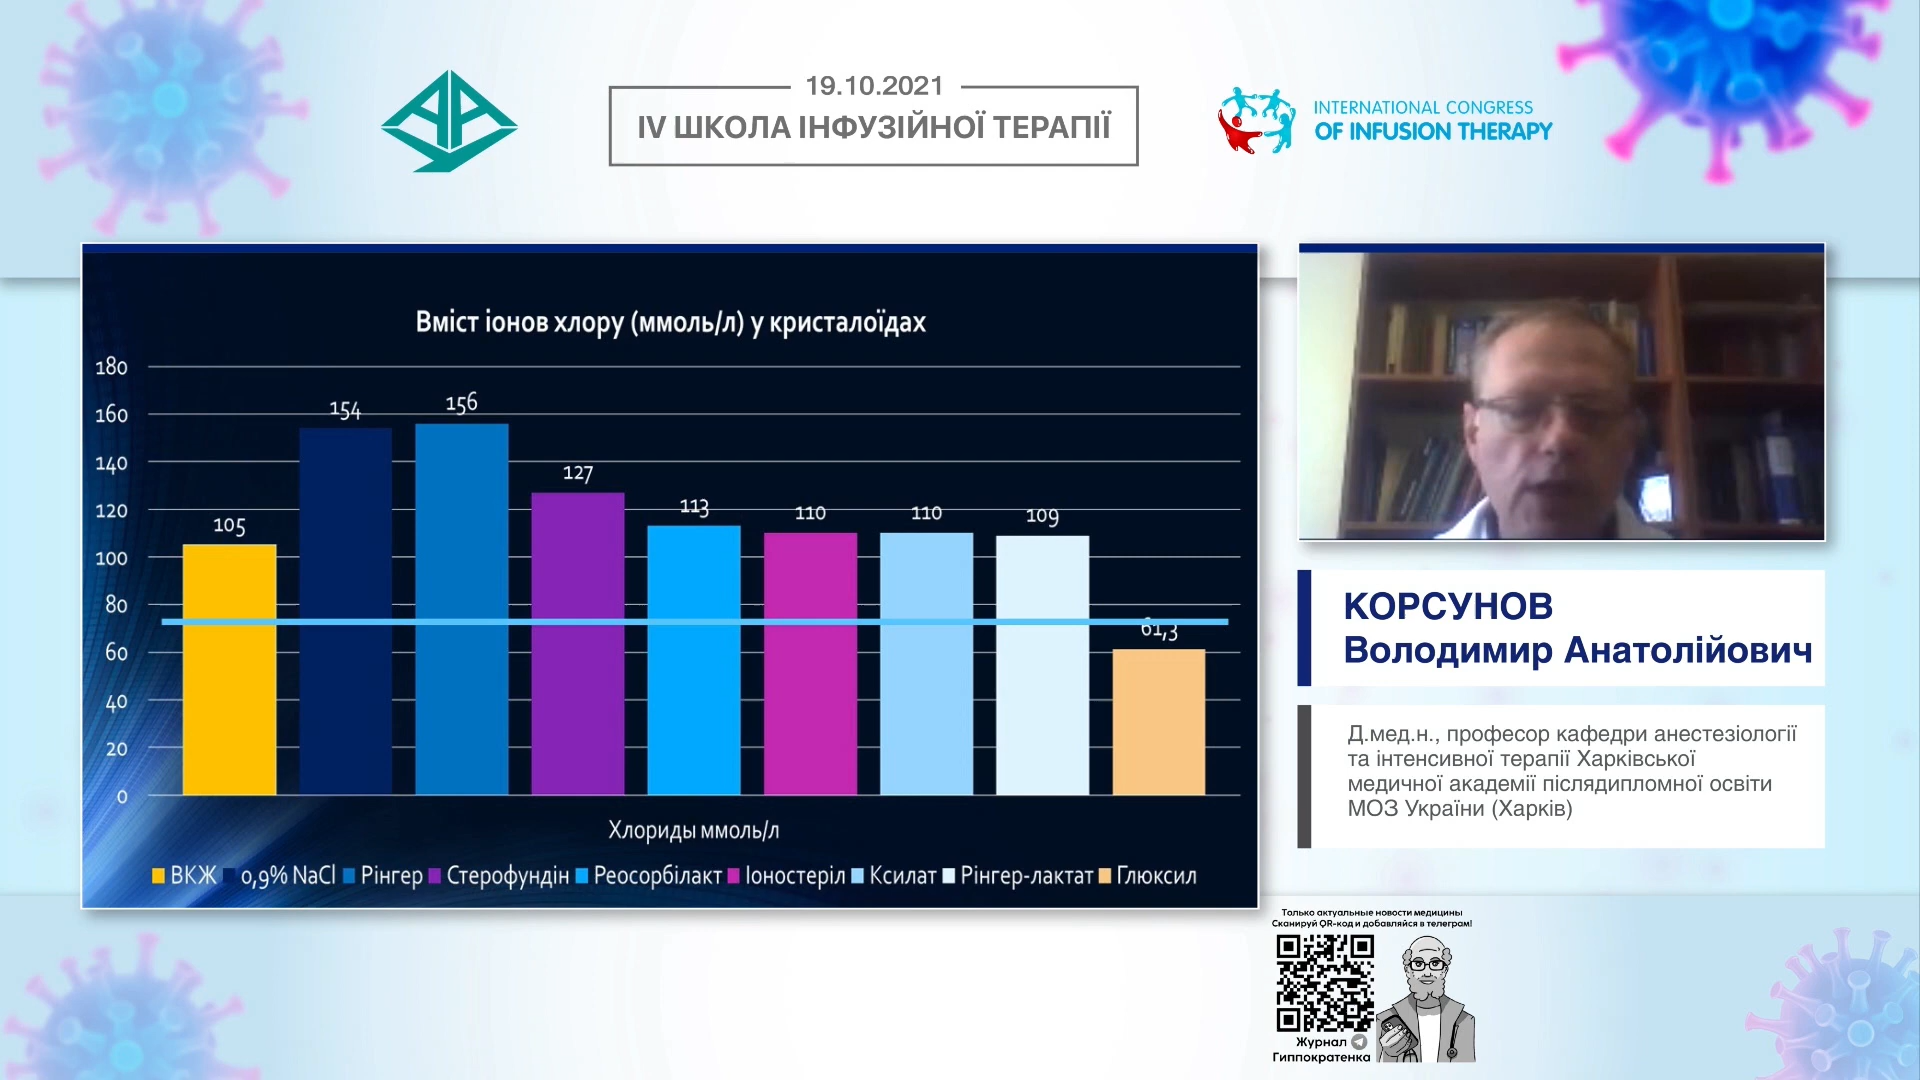 19.10.2021
IV ШКОЛА ІНФУЗІЙНОЇ ТЕРАПІЇ
INTERNATIONAL CONGRESS
OF INFUSION THERAPY
Вміст іонов хлору (ммоль/л) у кристалоїдах
180
160
140
120
100
80
60
40
20
0
105
154
156
127
113
110
110
109
61,3
Хлориды ммоль/л
ВКЖ 0,9% NaCl Рінгер Стерофундін Реосорбілакт Іоностеріл Ксилат Рінгер-лактат Глюксил
КОРСУНОВ
Володимир Анатолійович
Д.мед.н., професор кафедри анестезіології
та інтенсивної терапії Харківської
медичної академії післядипломної освіти
МОЗ України (Харків)
Только актуальные новости медицины
Сканируй QR-код и добавляйся в телеграм!
Журнал
Гиппократенка